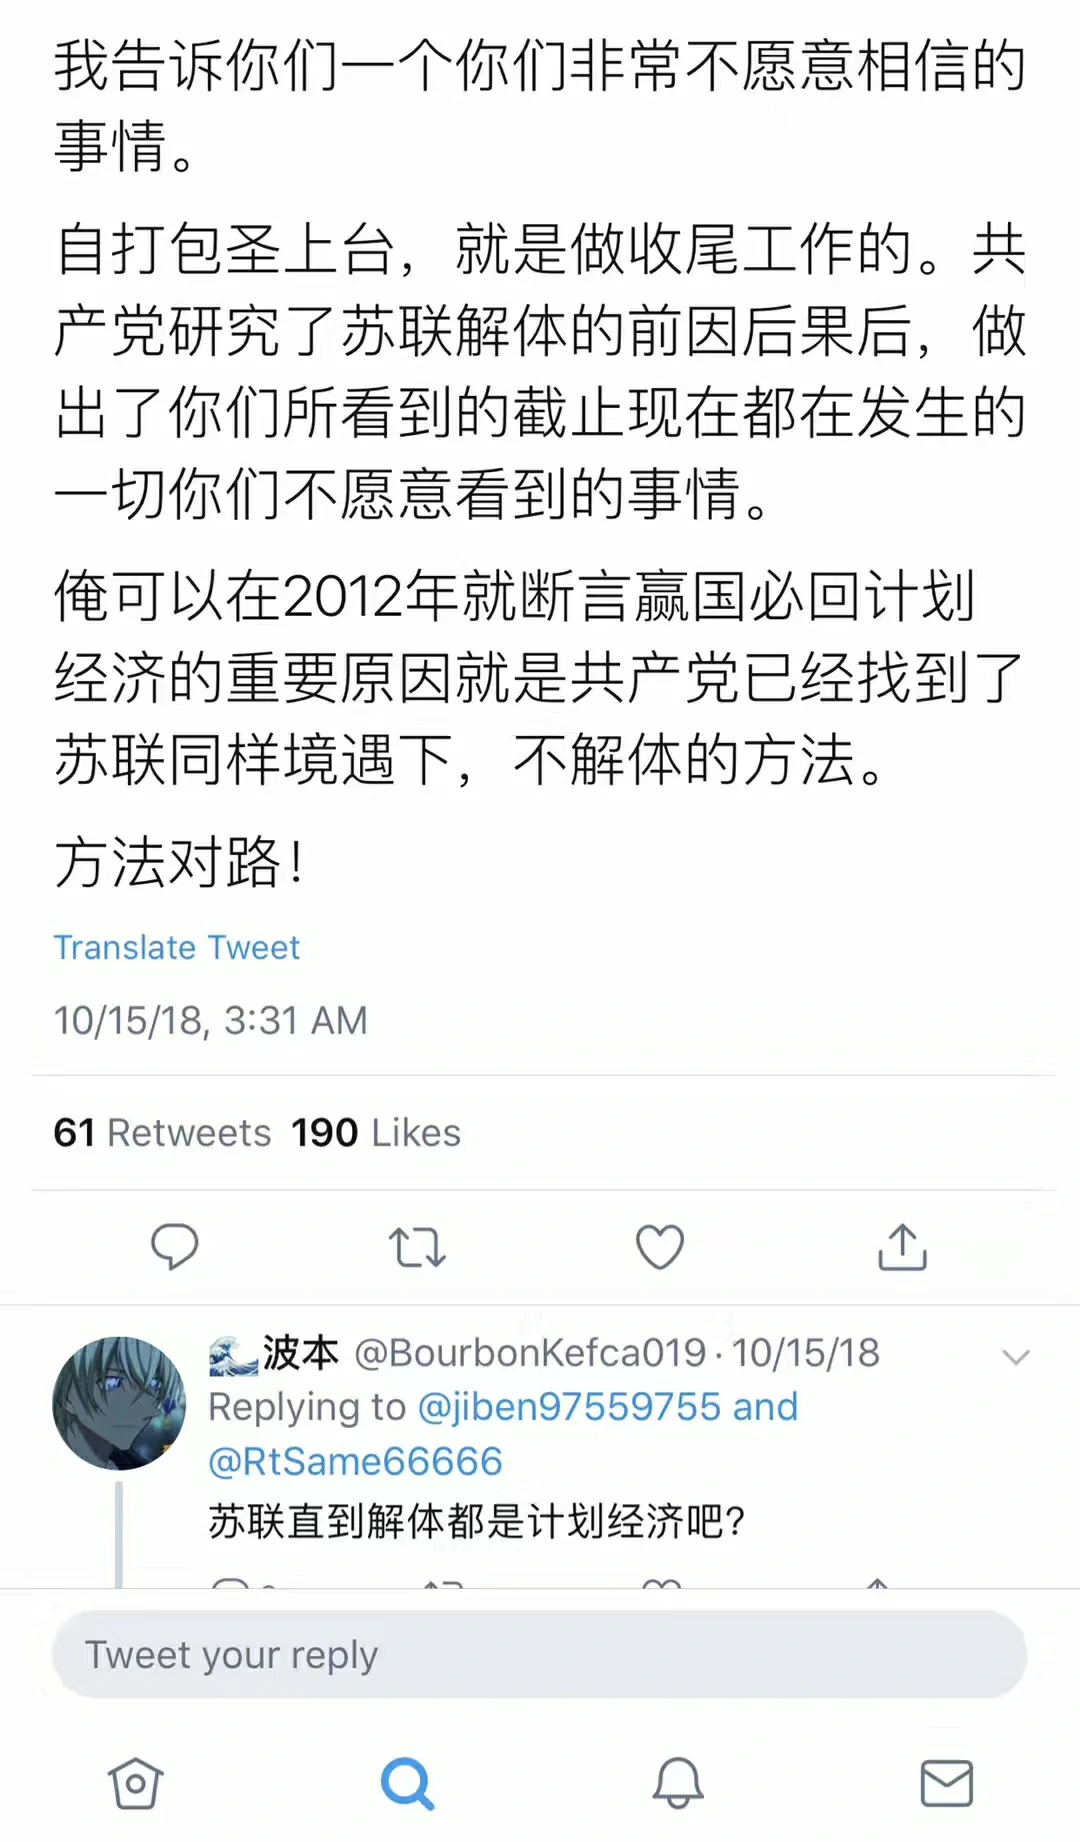 我告诉你们一个你们非常不愿意相信的
事情。
自打包圣上台，就是做收尾工作的。共
产党研究了苏联解体的前因后果后，做
出了你们所看到的截止现在都在发生的
一切你们不愿意看到的事情。
俺可以在2012年就断言赢国必回计划
经济的重要原因就是共产党已经找到了
苏联同样境遇下，不解体的方法。
方法对路！
Translate Tweet
10/15/18, 3:31 AM
61 Retweets 190 Likes
波本 @BourbonKefca019 · 10/15/18
Replying to @jiben97559755 and
@RtSame66666
苏联直到解体都是计划经济吧？
Tweet your reply